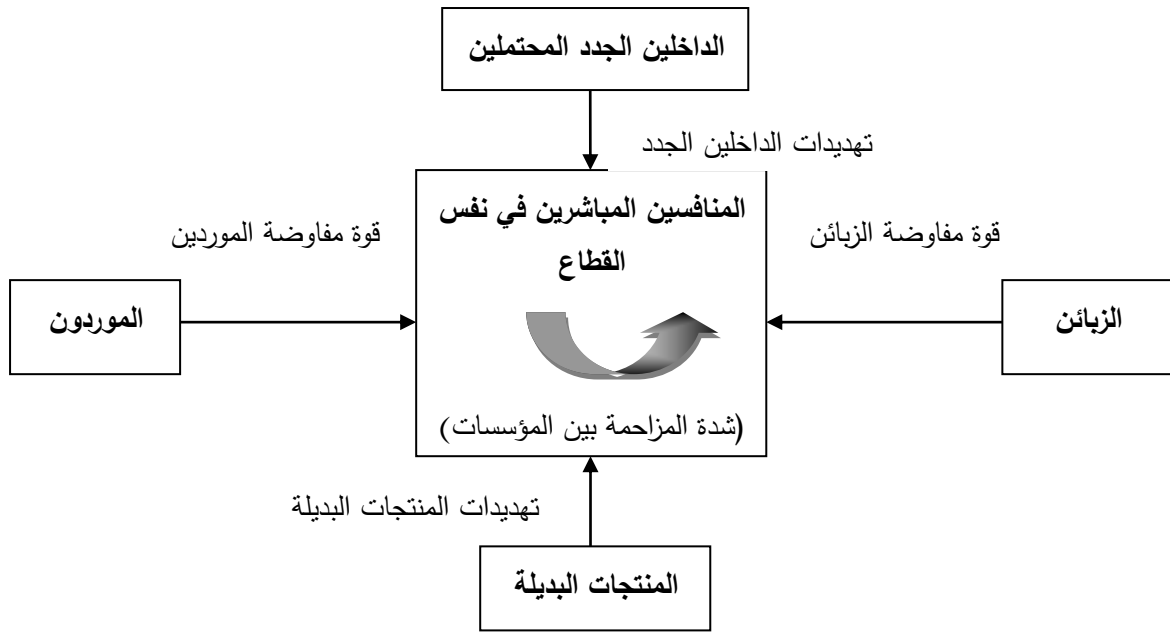 الداخلين الجدد المحتملين
تهديدات الداخلين الجدد
المنافسين المباشرين في نفس
القطاع
قوة مفاوضة الزبائن
قوة مفاوضة الموردين
الزبائن
الموردون
(شدة المزاحمة بين المؤسسات)
تهديدات المنتجات البديلة
المنتجات البديلة